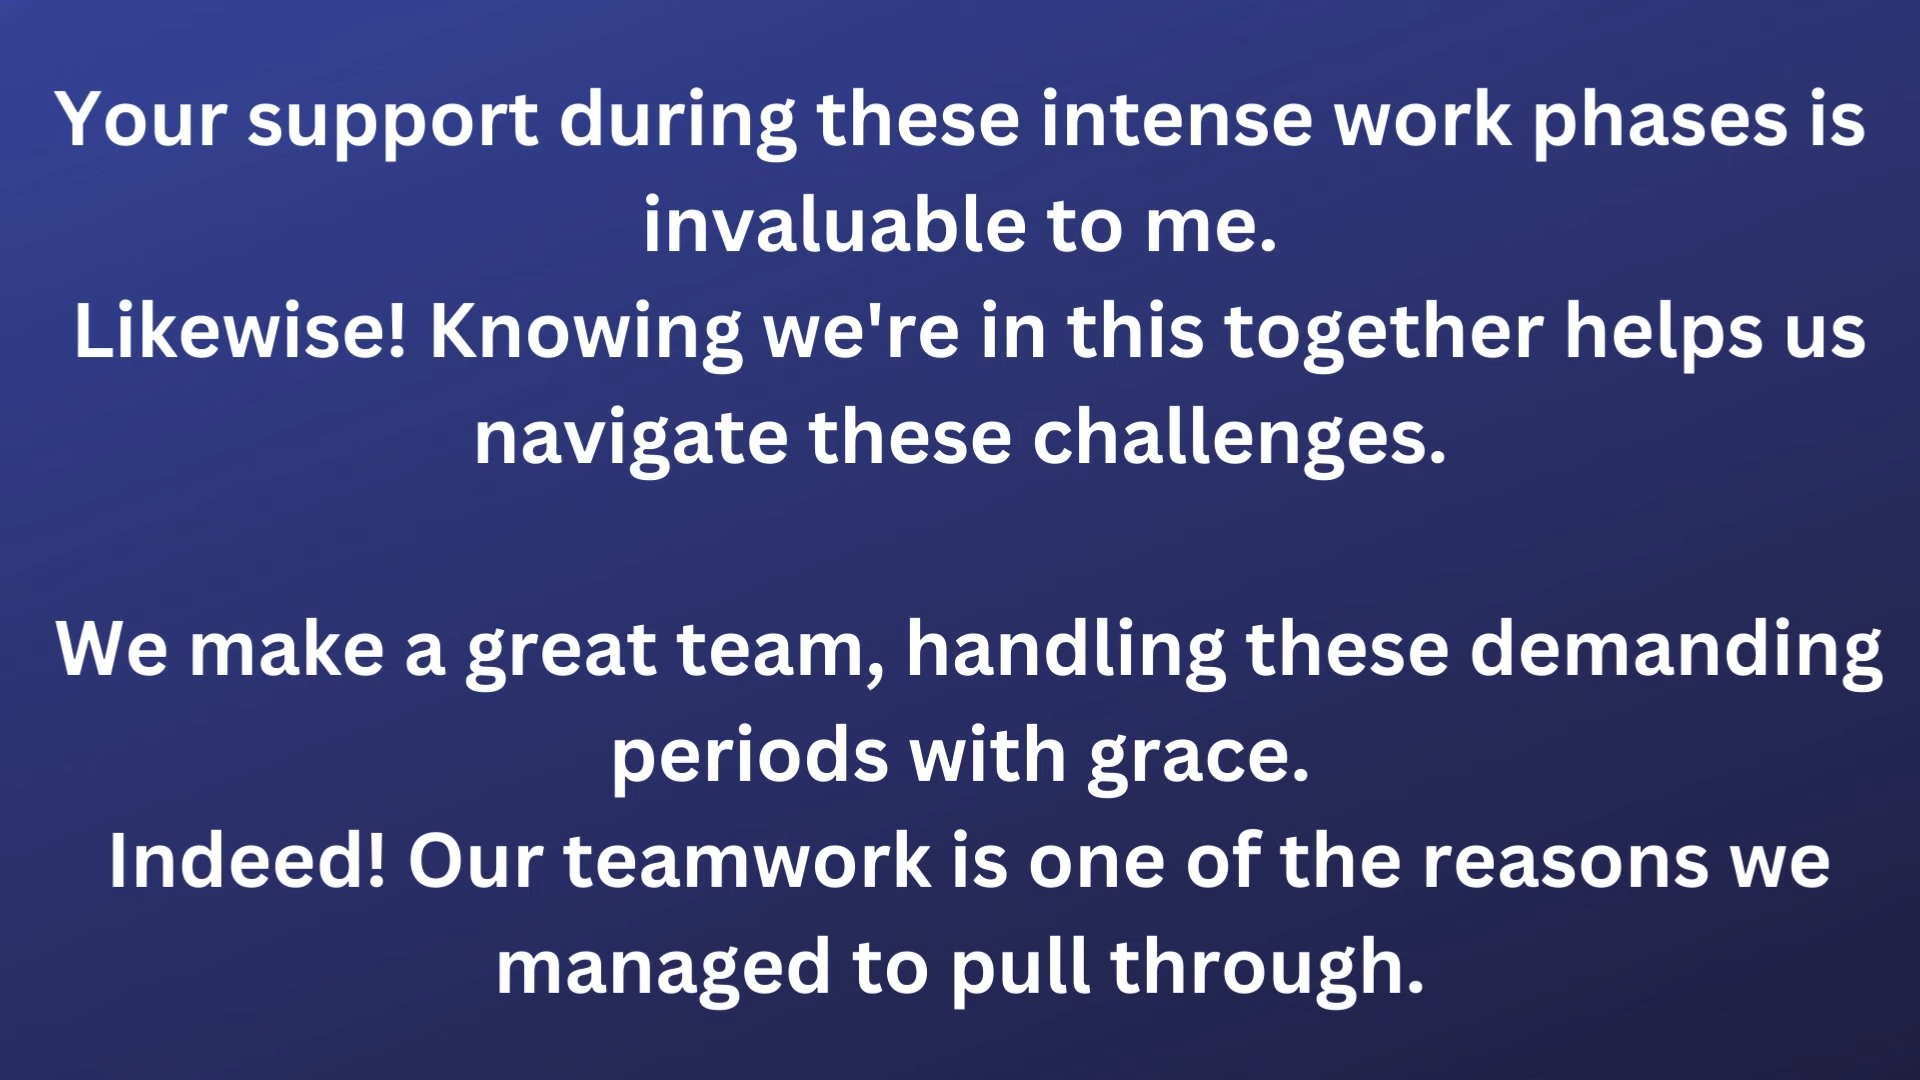 Your support during these intense work phases is
invaluable to me.
Likewise! Knowing we're in this together helps us
navigate these challenges.
We make a great team, handling these demanding
periods with grace.
Indeed! Our teamwork is one of the reasons we
managed to pull through.